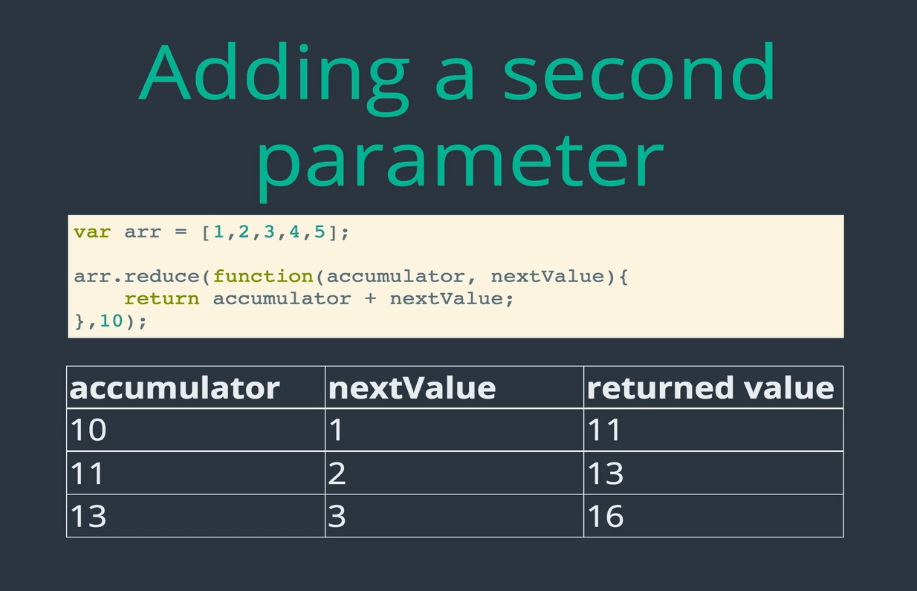 Adding a second
parameter
var arr = [1,2,3,4,5];
arr.reduce(function(accumulator, nextValue){
    return accumulator + nextValue;
},10);
accumulator nextValue returned value
10 1 11
11 2 13
13 3 16